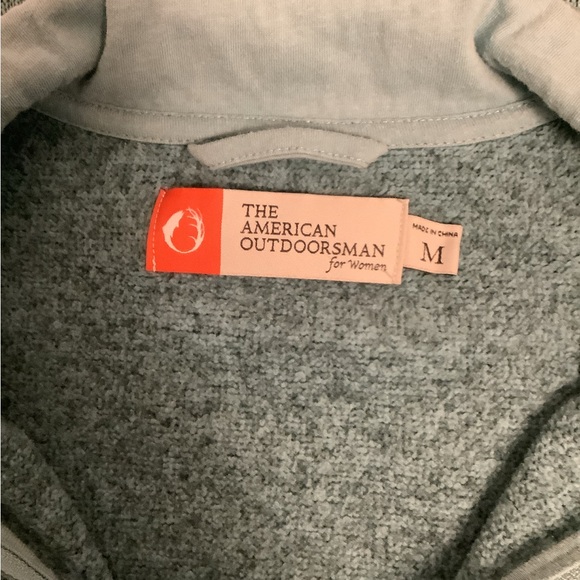 THE
AMERICAN
OUTDOORSMAN
for Women
MADE IN CHINA
M